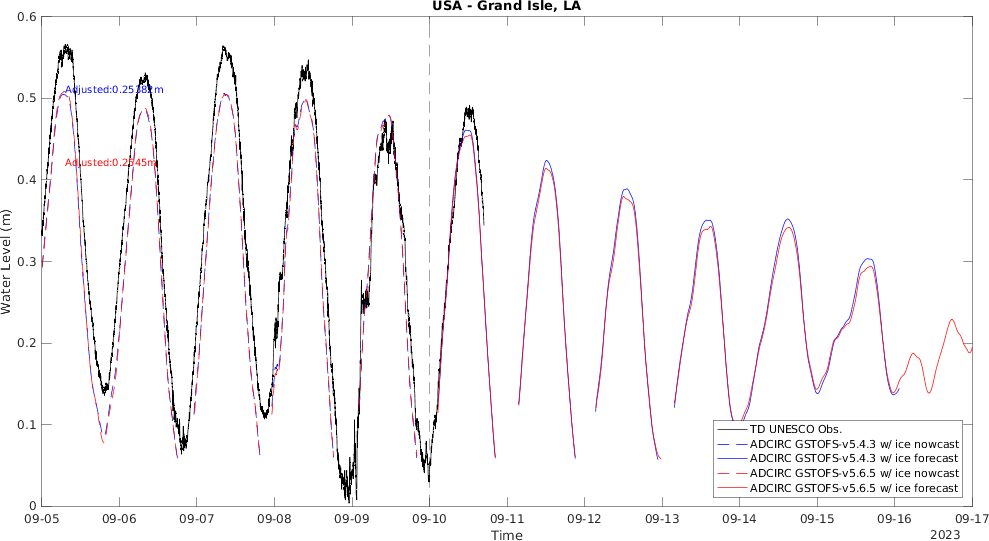 USA - Grand Isle, LA
0.6
0.5
0.4
0.3
0.2
0.1
0
Water Level (m)
Adjusted:0.25382m
Adjusted:0.2545m
TD UNESCO Obs.
ADCIRC GSTOFS-v5.4.3 w/ ice nowcast
ADCIRC GSTOFS-v5.4.3 w/ ice forecast
ADCIRC GSTOFS-v5.6.5 w/ ice nowcast
ADCIRC GSTOFS-v5.6.5 w/ ice forecast
09-05 09-06 09-07 09-08 09-09 09-10 09-11 09-12 09-13 09-14 09-15 09-16 09-17
Time
2023